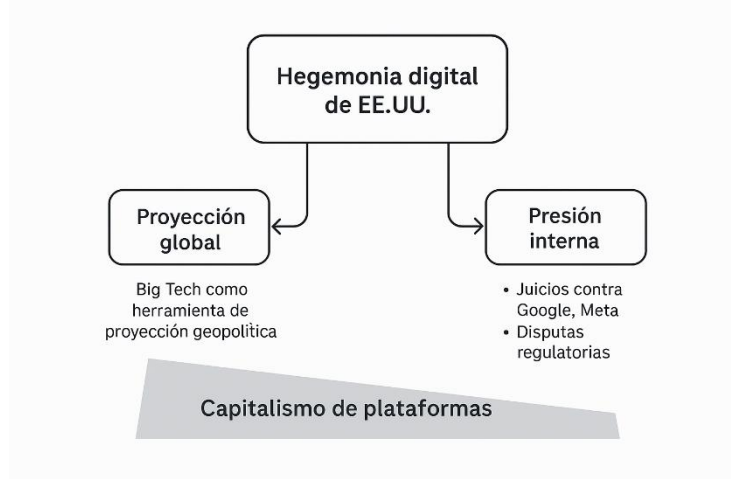 Hegemonia digital
de EE.UU.
Proyección
global
Presión
interna
Big Tech como
herramienta de
proyección geopolìtica
• Juicios contra
Google, Meta
• Disputas
regulatorias
Capitalismo de plataformas